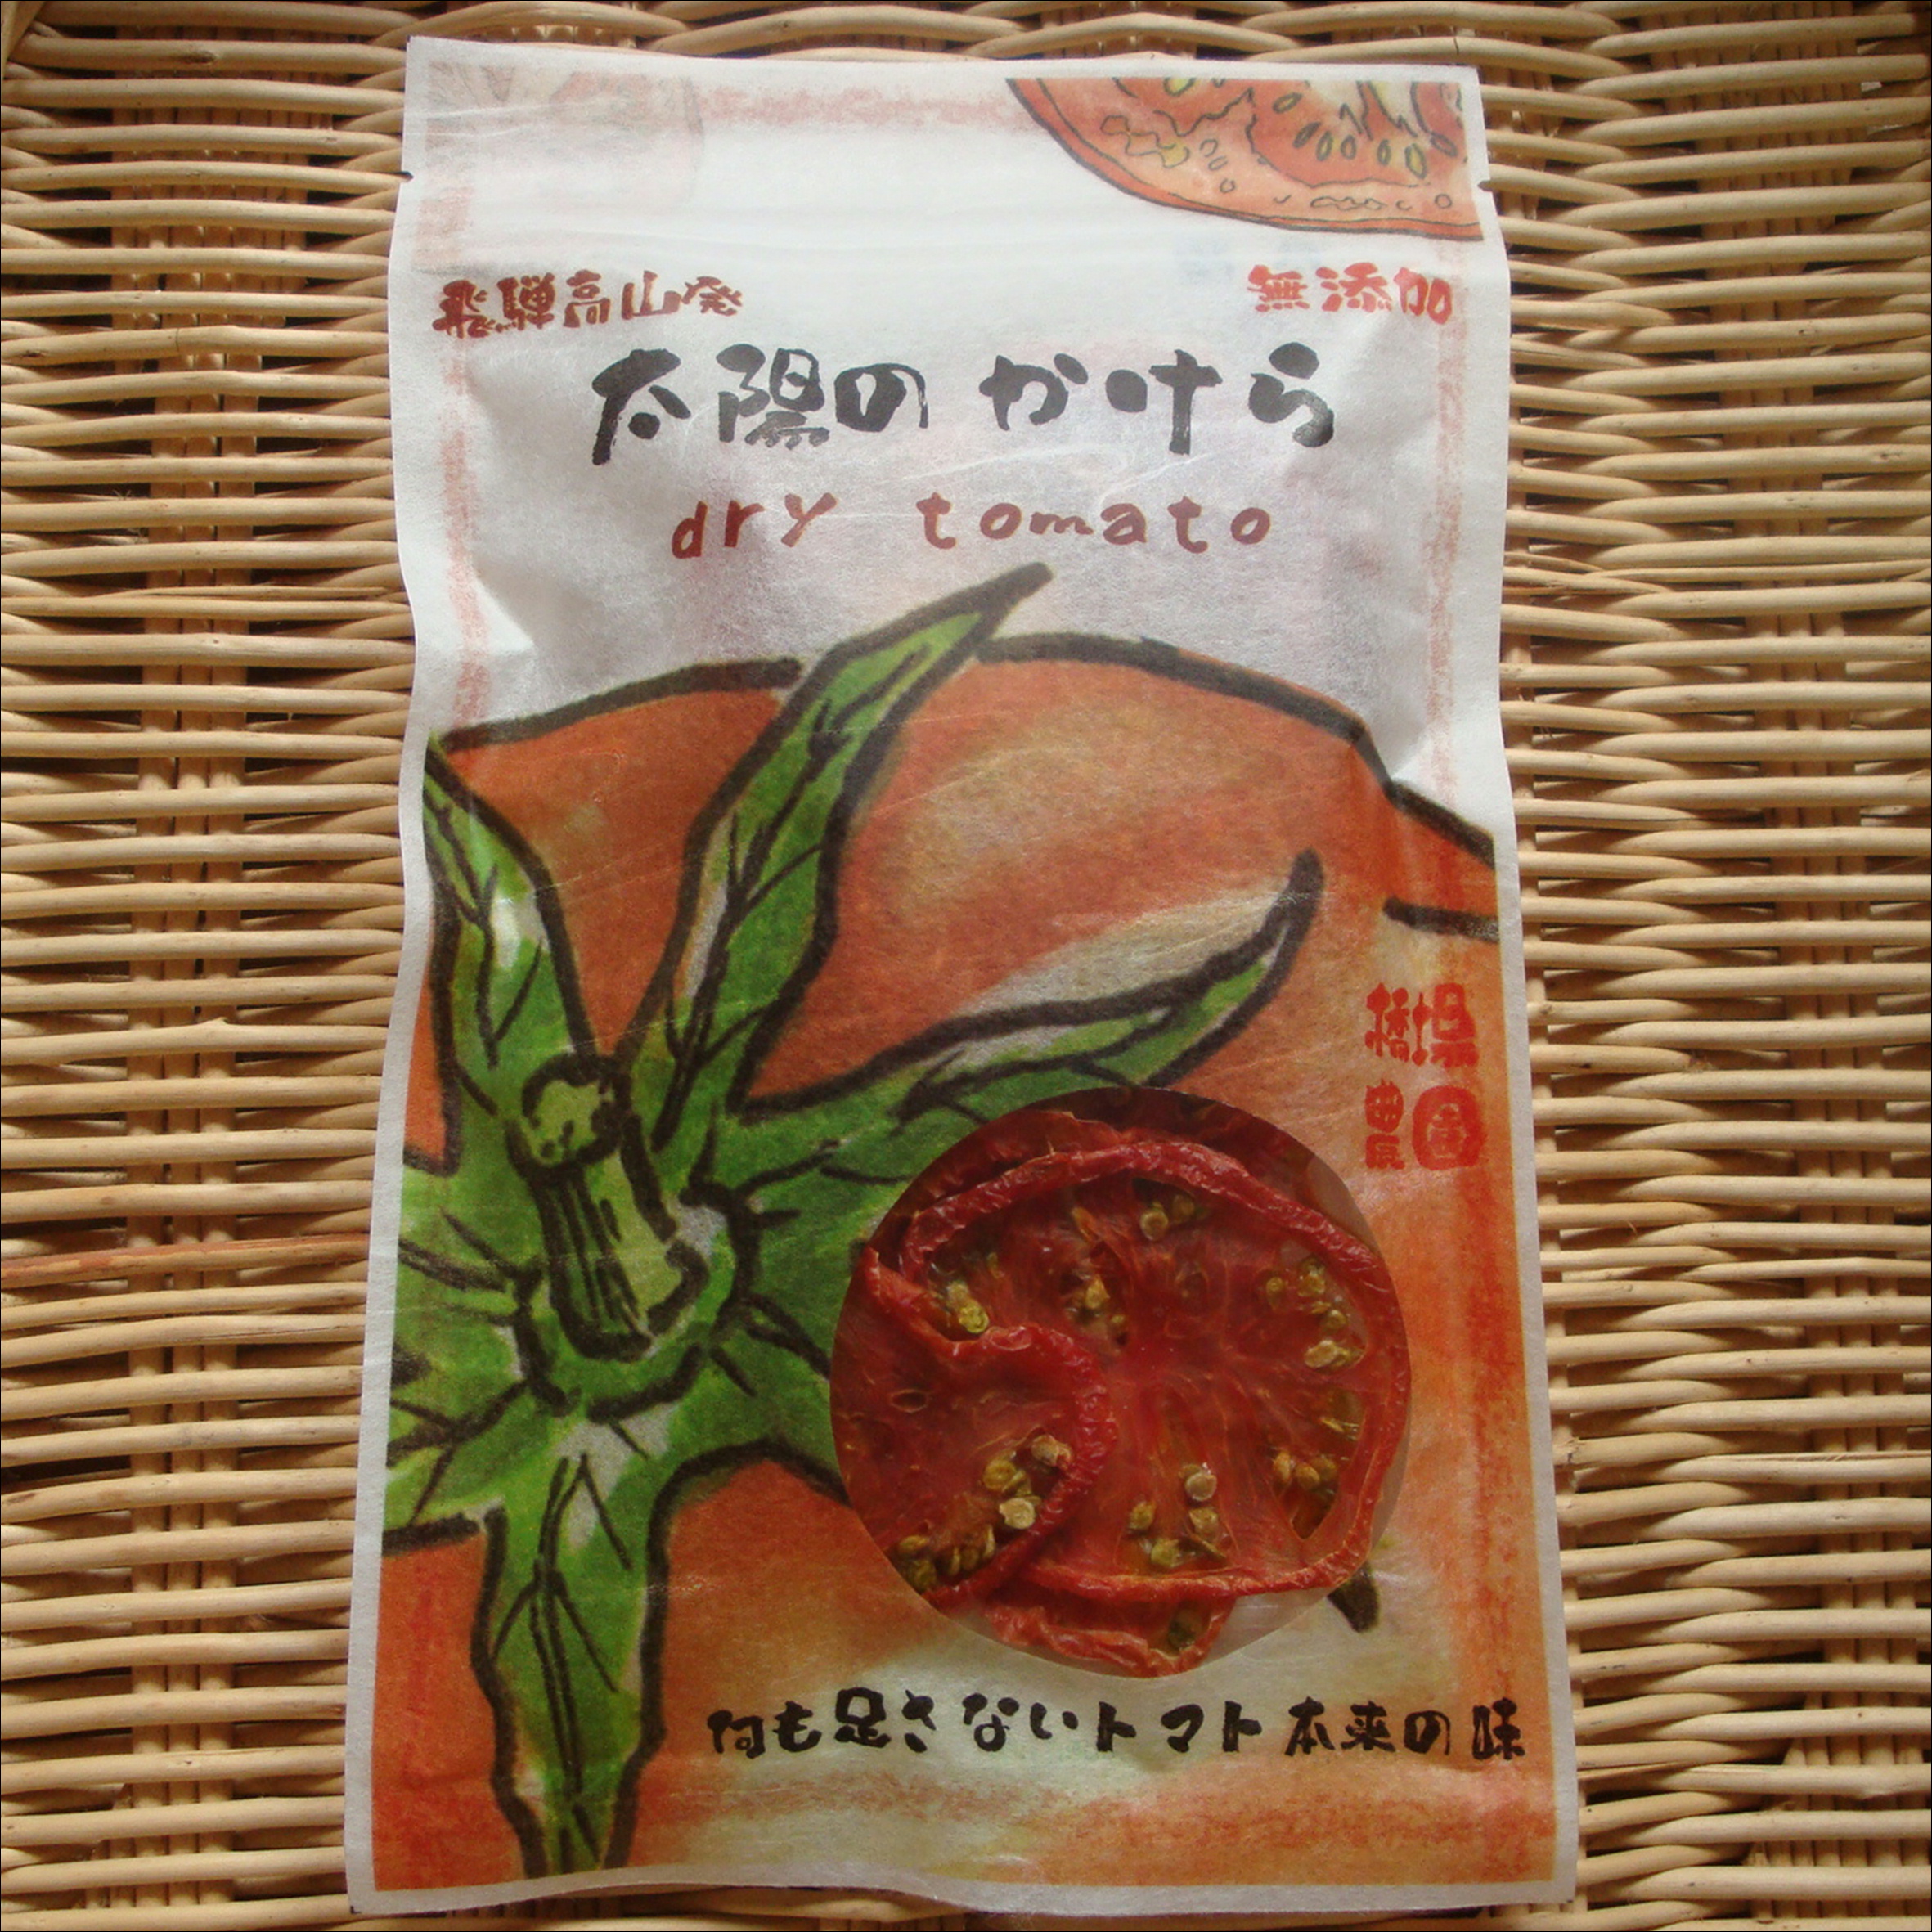 飛騨高山発
無添加
太陽のかけら
dry tomato
橋場
農園
何も足さないトマト本来の味